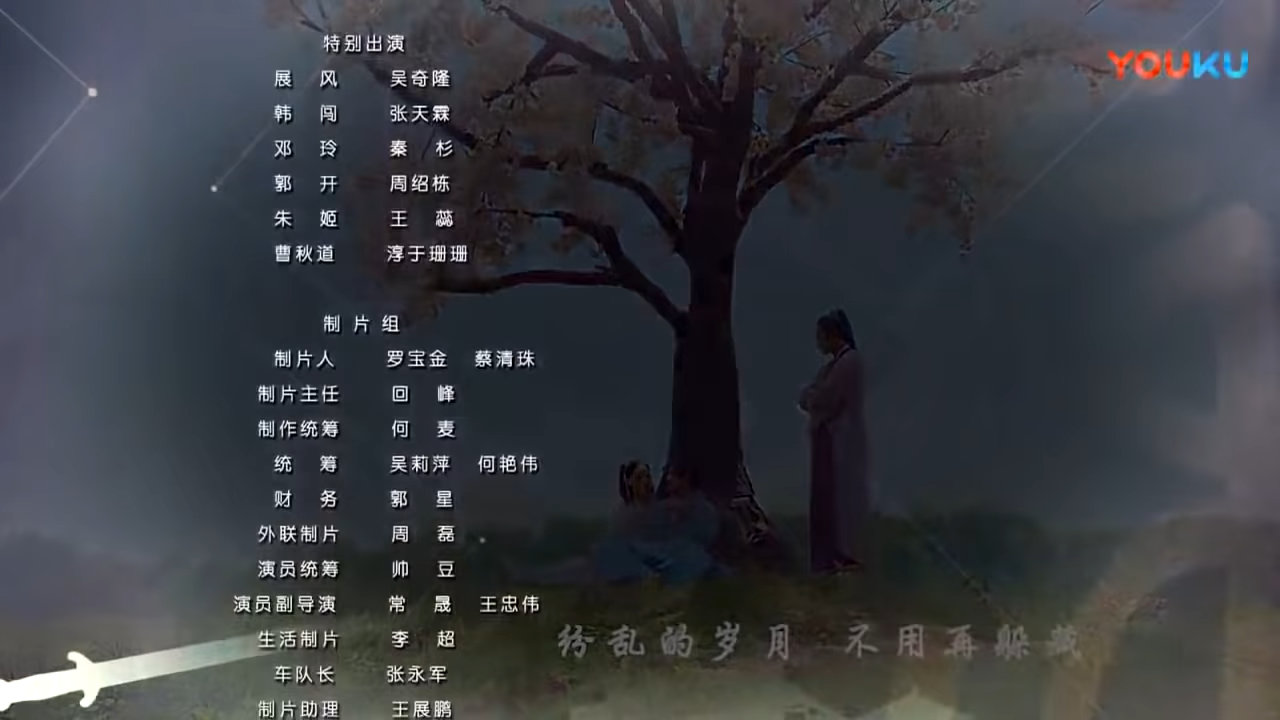 特别出演
YOUKU
展 风 吴奇隆
韩 闯 张天霖
邓 玲 秦 杉
郭 开 周绍栋
朱 姬 王 蕊
曹秋道 淳于珊珊
制片组
制片人 罗宝金 蔡清珠
制片主任 回 峰
制作统筹 何 麦
统 筹 吴莉萍 何艳伟
财 务 郭 星
外联制片 周 磊
演员统筹 帅 豆
演员副导演 常 晟 王忠伟
生活制片 李 超
纷乱的岁月 不用再躲藏
车队长 张永军
制片助理 王展鹏